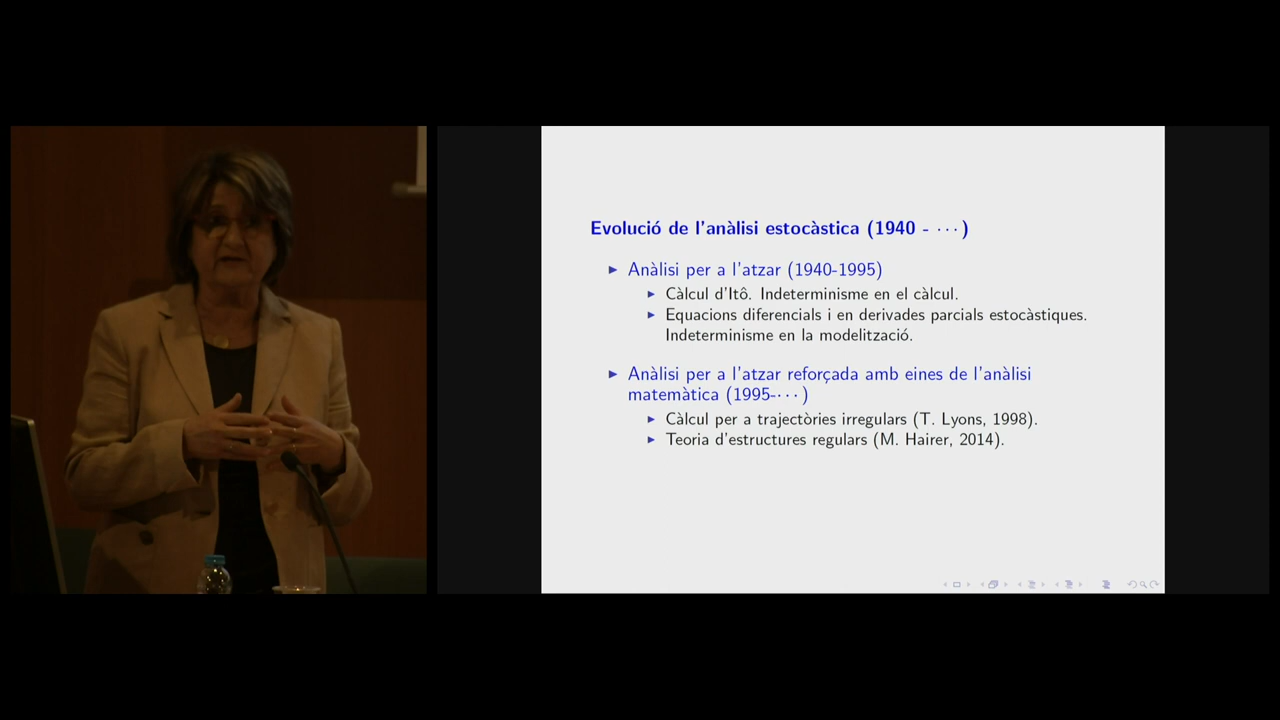 Evolució de l'anàlisi estocàstica (1940 - ···)
Anàlisi per a l'atzar (1940-1995)
Càlcul d'Itô. Indeterminisme en el càlcul.
Equacions diferencials i en derivades parcials estocàstiques.
Indeterminisme en la modelització.
Anàlisi per a l'atzar reforçada amb eines de l'anàlisi
matemàtica (1995-···)
Càlcul per a trajectòries irregulars (T. Lyons, 1998).
Teoria d'estructures regulars (M. Hairer, 2014).